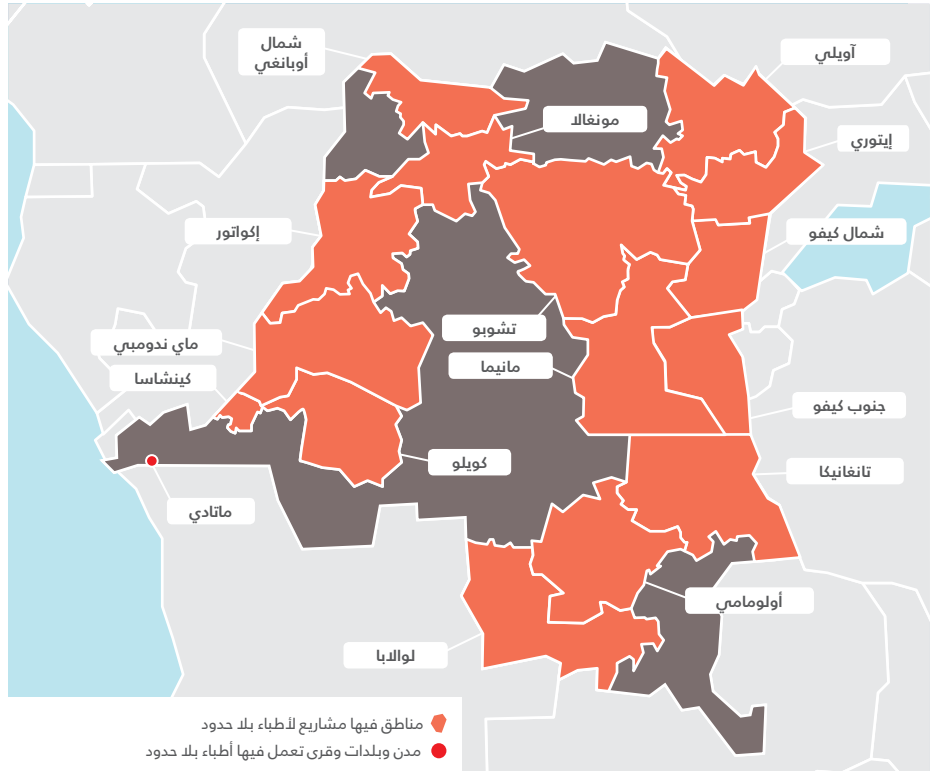 شمال
أوبانغي
آويلي
مونغالا
إيتوري
إكواتور
شمال كيفو
تشوبو
ماي ندومبي
مانيما
كينشاسا
جنوب كيفو
كويلو
تانغانيكا
ماتادي
أولومامي
لوالابا
مناطق فيها مشاريع لأطباء بلا حدود
مدن وبلدات وقرى تعمل فيها أطباء بلا حدود